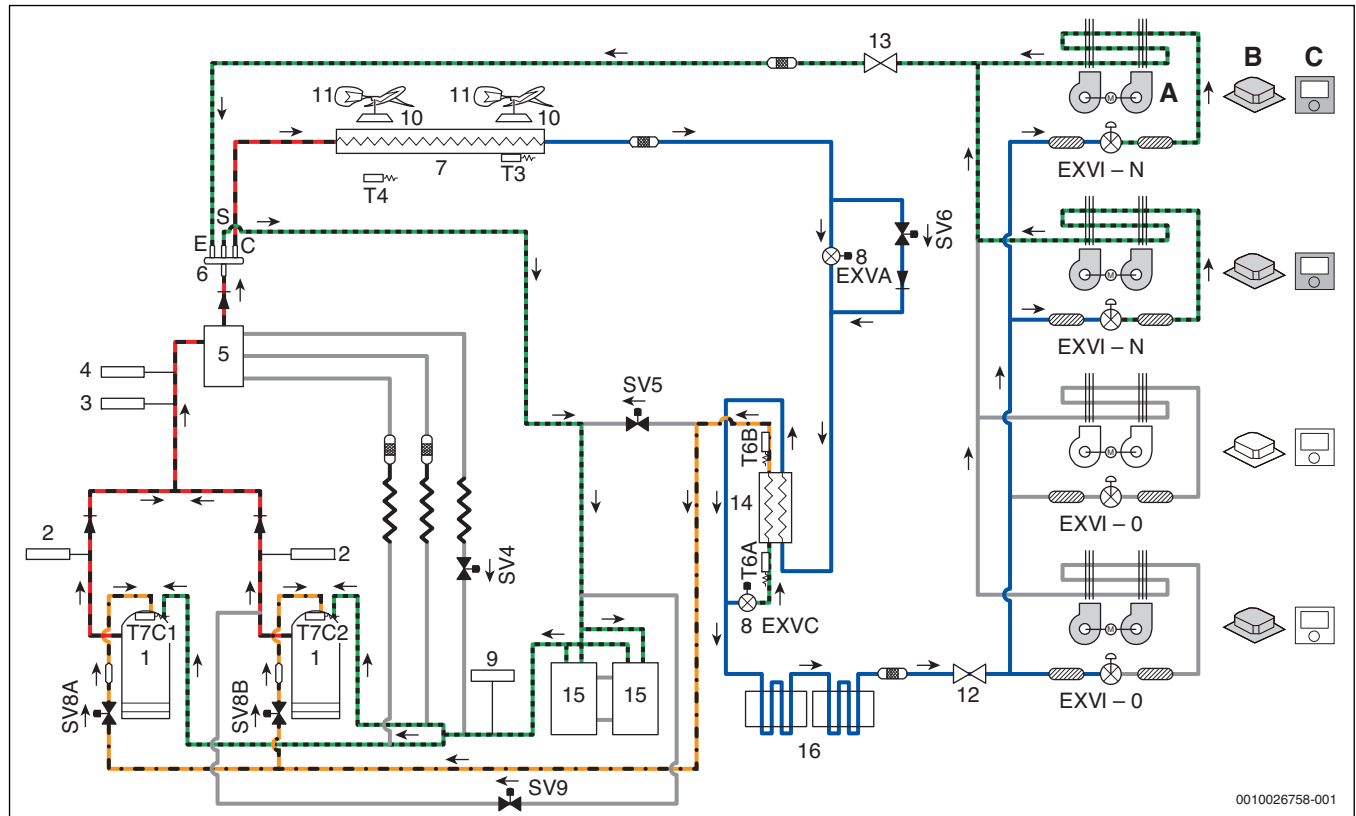 13
B
C
11
11
A
10
10
7
T3
T4
M
EXVI – N
S
E
C
6
SV6
8
EXVA
M
EXVI – N
5
4
3
SV5
T6B
14
M
EXVI – 0
2
2
SV4
T6A
8
EXVC
T7C1
T7C2
1
1
9
15
15
M
12
EXVI – 0
SV8A
SV8B
16
SV9
0010026758-001